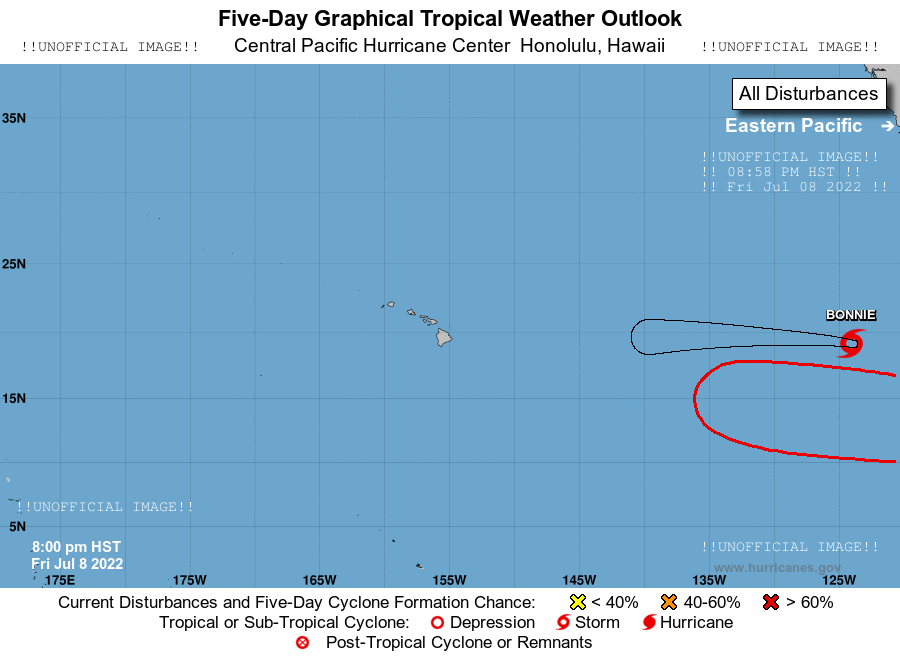 Five-Day Graphical Tropical Weather Outlook
!!UNOFFICIAL IMAGE!! Central Pacific Hurricane Center Honolulu, Hawaii !!UNOFFICIAL IMAGE!!
All Disturbances
35N
Eastern Pacific ➔
!!UNOFFICIAL IMAGE!!
!! 08:58 PM HST !!
!! Fri Jul 08 2022 !!
25N
BONNIE
15N
!!UNOFFICIAL IMAGE!!
5N
8:00 pm HST
Fri Jul 8 2022
!!UNOFFICIAL IMAGE!!
www.hurricanes.gov
175E 175W 165W 155W 145W 135W 125W
Current Disturbances and Five-Day Cyclone Formation Chance: < 40% 40-60% > 60%
Tropical or Sub-Tropical Cyclone: Depression Storm Hurricane
Post-Tropical Cyclone or Remnants